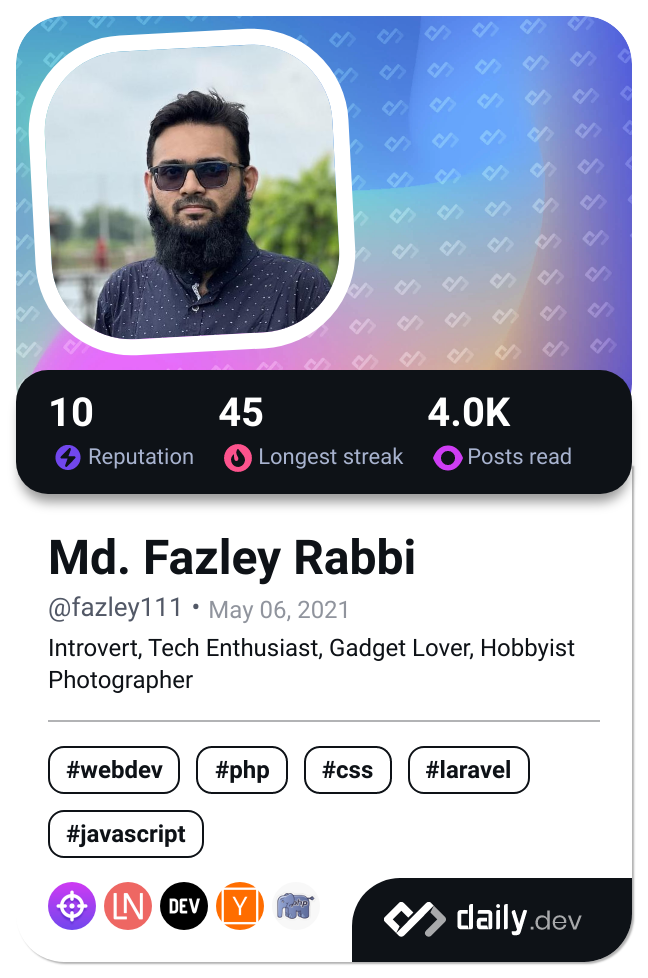 10 45 4.0K
Reputation Longest streak Posts read
Md. Fazley Rabbi
@fazley111 • May 06, 2021
Introvert, Tech Enthusiast, Gadget Lover, Hobbyist
Photographer
#webdev #php #css #laravel
#javascript
LN DEV Y php
daily.dev